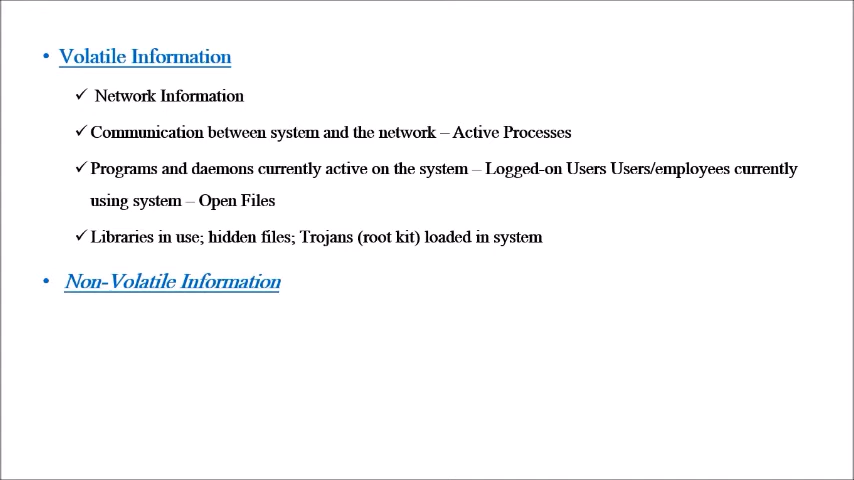 • Volatile Information
✓ Network Information
✓ Communication between system and the network – Active Processes
✓ Programs and daemons currently active on the system – Logged-on Users Users/employees currently
using system – Open Files
✓ Libraries in use; hidden files; Trojans (root kit) loaded in system
• Non-Volatile Information